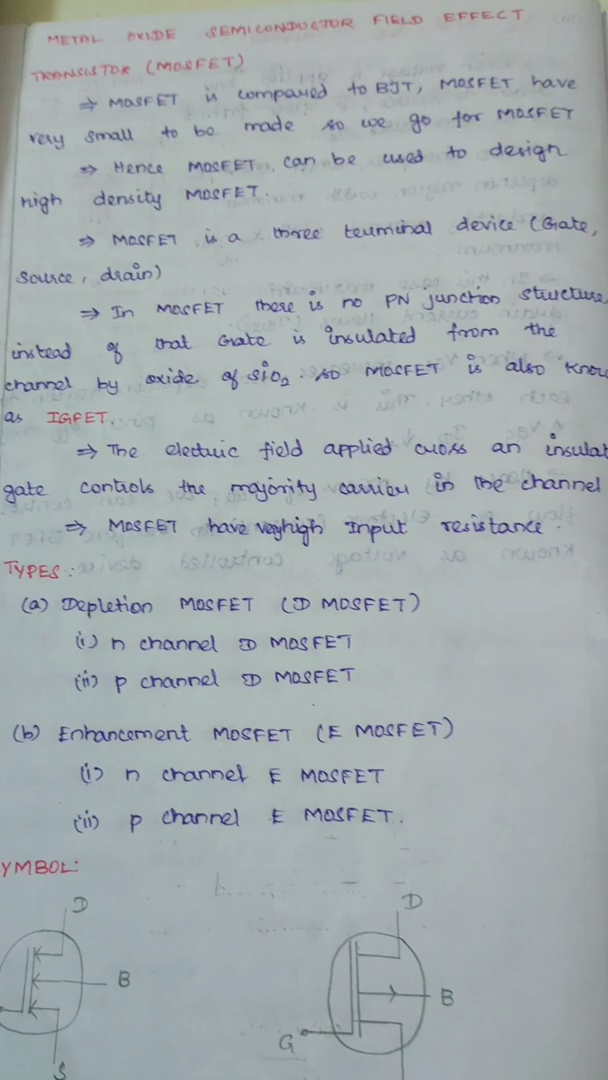 METAL OXIDE SEMICONDUCTOR FIELD EFFECT
TRANSISTOR (MOSFET)
⇒ MOSFET is compared to BJT, MOSFET have
very small to be made so we go for MOSFET
⇒ Hence MOSFET can be used to design
high density MOSFET.
⇒ MOSFET is a three terminal device (Gate,
Source, drain)
⇒ In MOSFET there is no PN junction structure
instead of that Gate is insulated from the
channel by oxide of SiO2. so MOSFET is also know
as IGFET.
⇒ The electric field applied cross an insulat
gate controls the majority carrier in the channel
⇒ MOSFET have very high Input resistance.
TYPES:
(a) Depletion MOSFET (D MOSFET)
(i) n channel D MOSFET
(ii) p channel D MOSFET
(b) Enhancement MOSFET (E MOSFET)
(i) n channel E MOSFET
(ii) p channel E MOSFET.
YMBOL:
D D
B B
G
S